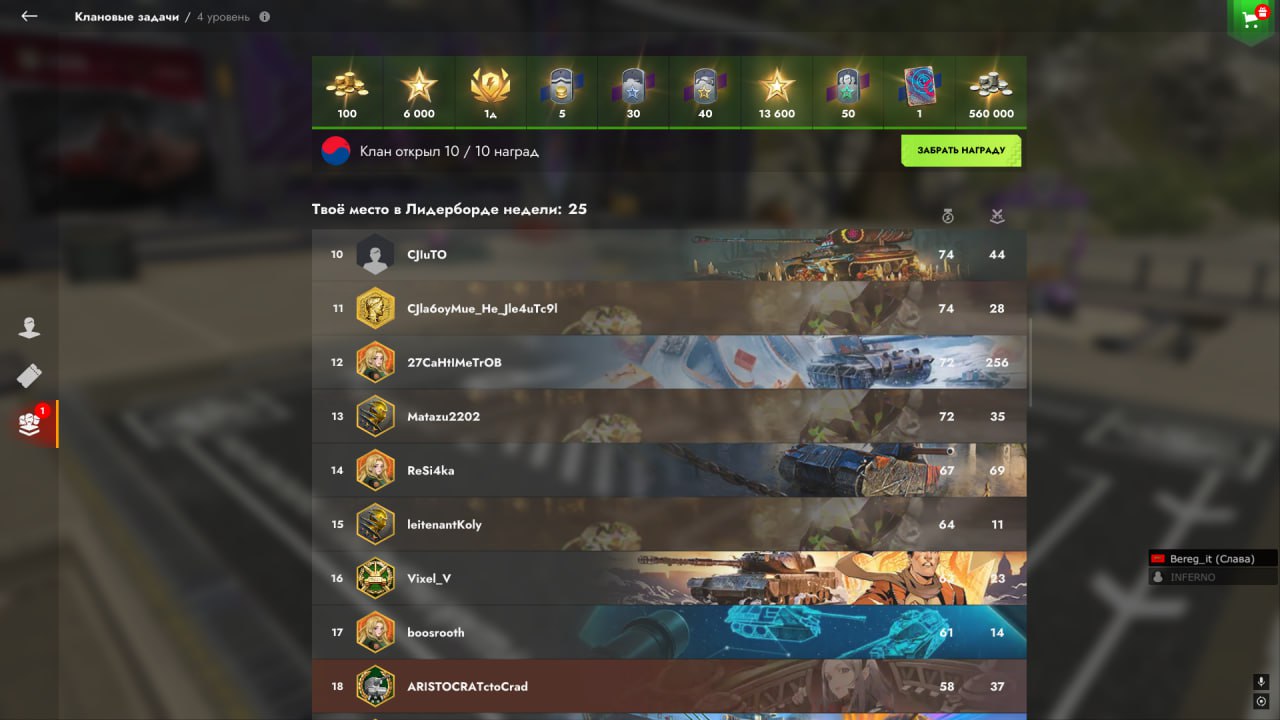 Клановые задачи / 4 уровень
100 6 000 1д 5 30 40 13 600 50 1 560 000
Клан открыл 10 / 10 наград
ЗАБРАТЬ НАГРАДУ
Твоё место в Лидерборде недели: 25
10 CJIuTO 74 44
11 CJla6oyMue_He_Jle4uTc9l 74 28
12 27CaHtIMeTrOB 72 256
13 Matazu2202 72 35
14 ReSi4ka 67 69
15 leitenantKoly 64 11
16 Vixel_V 23
17 boosrooth 61 14
18 ARISTOCRATctoCrad 58 37
1
Bereg_it (Слава)
INFERNO